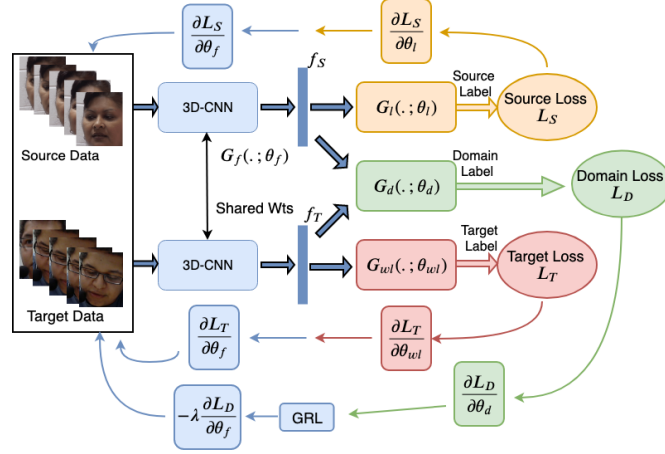 ∂L_S/∂θ_f
∂L_S/∂θ_l
f_S
3D-CNN
G_l(. ; θ_l)
Source
Label
Source Loss
L_S
Source Data
G_f(. ; θ_f)
Domain
Label
G_d(. ; θ_d)
Domain Loss
L_D
Shared Wts
f_T
3D-CNN
G_wl(. ; θ_wl)
Target
Label
Target Loss
L_T
Target Data
∂L_T/∂θ_f
∂L_T/∂θ_wl
∂L_D/∂θ_d
−λ ∂L_D/∂θ_f
GRL